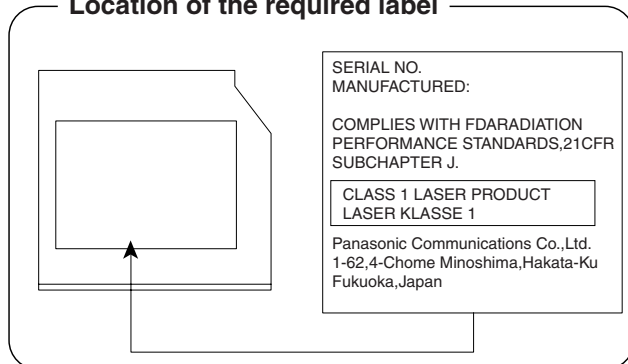 Location of the required label
SERIAL NO.
MANUFACTURED:
COMPLIES WITH FDARADIATION
PERFORMANCE STANDARDS,21CFR
SUBCHAPTER J.
CLASS 1 LASER PRODUCT
LASER KLASSE 1
Panasonic Communications Co.,Ltd.
1-62,4-Chome Minoshima,Hakata-Ku
Fukuoka,Japan